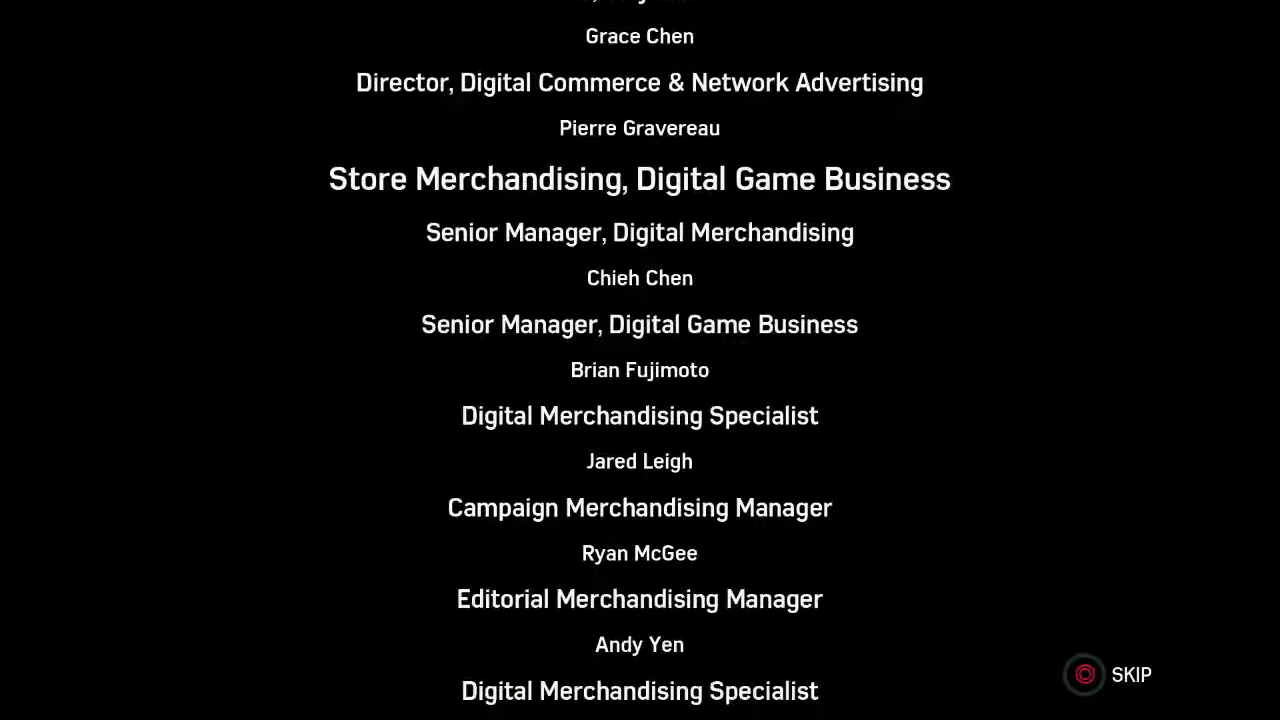 Grace Chen
Director, Digital Commerce & Network Advertising
Pierre Gravereau
Store Merchandising, Digital Game Business
Senior Manager, Digital Merchandising
Chieh Chen
Senior Manager, Digital Game Business
Brian Fujimoto
Digital Merchandising Specialist
Jared Leigh
Campaign Merchandising Manager
Ryan McGee
Editorial Merchandising Manager
Andy Yen
SKIP
Digital Merchandising Specialist